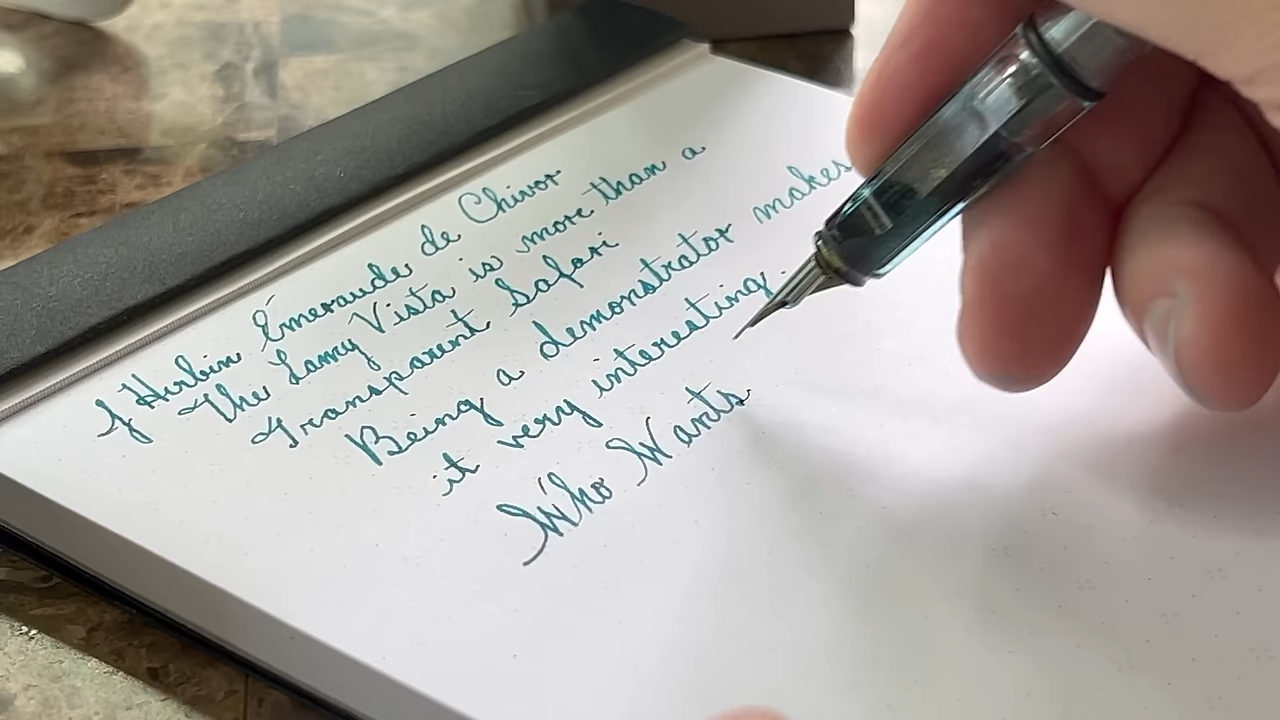 J Herbin Émeraude de Chivor
The Lamy Vista is more than a
Transparent Safari
Being a demonstrator makes
it very interesting.
Who Wants